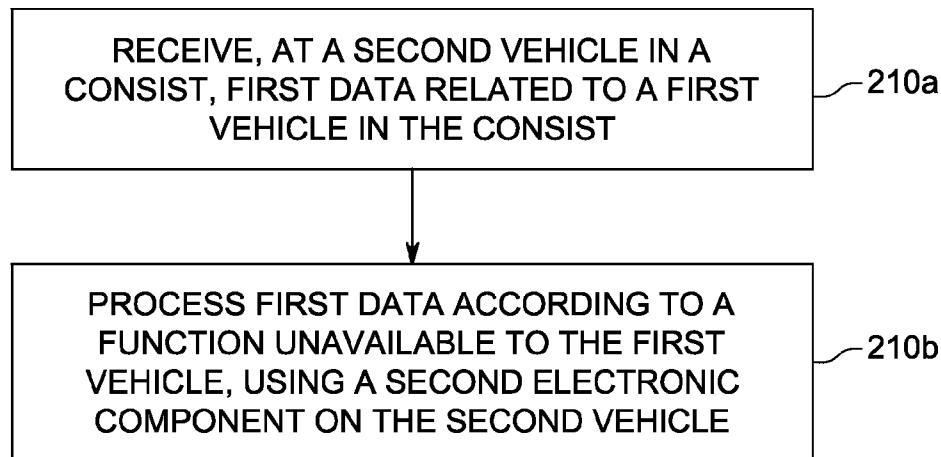 RECEIVE, AT A SECOND VEHICLE IN A
CONSIST, FIRST DATA RELATED TO A FIRST
VEHICLE IN THE CONSIST
210a
PROCESS FIRST DATA ACCORDING TO A
FUNCTION UNAVAILABLE TO THE FIRST
VEHICLE, USING A SECOND ELECTRONIC
COMPONENT ON THE SECOND VEHICLE
210b